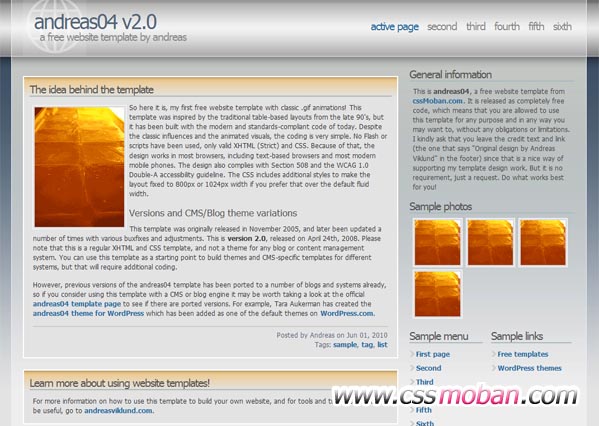 andreas04 v2.0
a free website template by andreas
active page second third fourth fifth sixth
The idea behind the template
So here it is, my first free website template with classic .gif animations! This
template was inspired by the traditional table-based layouts from the late 90's, but
it has been built with the modern and standards-compliant code of today. Despite
the classic influences and the animated visuals, the coding is very simple. No Flash or
scripts have been used, only valid XHTML (Strict) and CSS. Because of that, the
design works in most browsers, including text-based browsers and most modern
mobile phones. The design also complies with Section 508 and the WCAG 1.0
Double-A accessibility guideline. The CSS includes additional styles to make the
layout fixed to 800px or 1024px width if you prefer that over the default fluid
width.
Versions and CMS/Blog theme variations
This template was originally released in November 2005, and later been updated a
number of times with various buxfixes and adjustments. This is version 2.0, released on April 24th, 2008. Please
note that this is a regular XHTML and CSS template, and not a theme for any blog or content management
system. You can use this template as a starting point to build themes and CMS-specific templates for different
systems, but that will require additional coding.
However, previous versions of the andreas04 template has been ported to a number of blogs and systems already,
so if you consider using this template with a CMS or blog engine it may be worth taking a look at the official
andreas04 template page to see if there are ported versions. For example, Tara Aukerman has created the
andreas04 theme for WordPress which has been added as one of the default themes on WordPress.com.
Posted by Andreas on Jun 01, 2010
Tags: sample, tag, list
Learn more about using website templates!
For more information on how to use this template to build your own website, and for tools and
be useful, go to andreasviklund.com.
General information
This is andreas04, a free website template from
cssMoban.com. It is released as completely free
code, which means that you are allowed to use
this template for any purpose and in any way you
may want to, without any obligations or limitations.
I kindly ask that you leave the credit text and link
(the one that says "Original design by Andreas
Viklund" in the footer) since that is a nice way of
supporting my template design work. But it is no
requirement, just a request. Do what works best
for you!
Sample photos
Sample menu
First page
Second
Third
Fifth
Sixth
Sample links
Free templates
WordPress themes
www.cssmoban.com